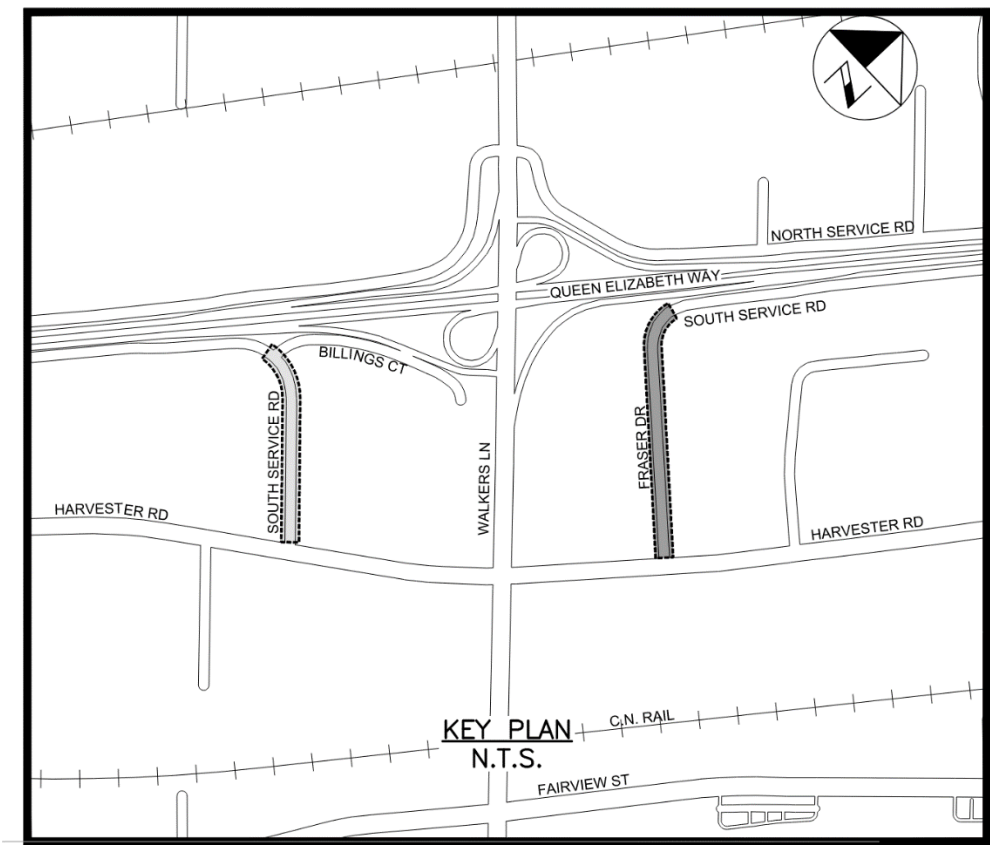 N
NORTH SERVICE RD
QUEEN ELIZABETH WAY
SOUTH SERVICE RD
BILLINGS CT
SOUTH SERVICE RD
FRASER DR
WALKERS LN
HARVESTER RD
HARVESTER RD
KEY PLAN
N.T.S.
C.N. RAIL
FAIRVIEW ST